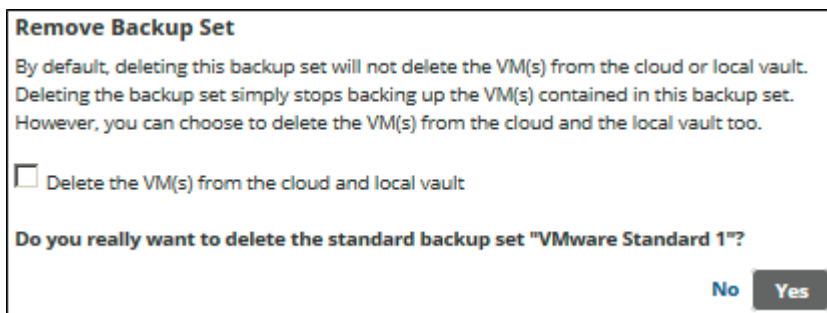 Remove Backup Set
By default, deleting this backup set will not delete the VM(s) from the cloud or local vault.
Deleting the backup set simply stops backing up the VM(s) contained in this backup set.
However, you can choose to delete the VM(s) from the cloud and the local vault too.
Delete the VM(s) from the cloud and local vault
Do you really want to delete the standard backup set "VMware Standard 1"?
No Yes